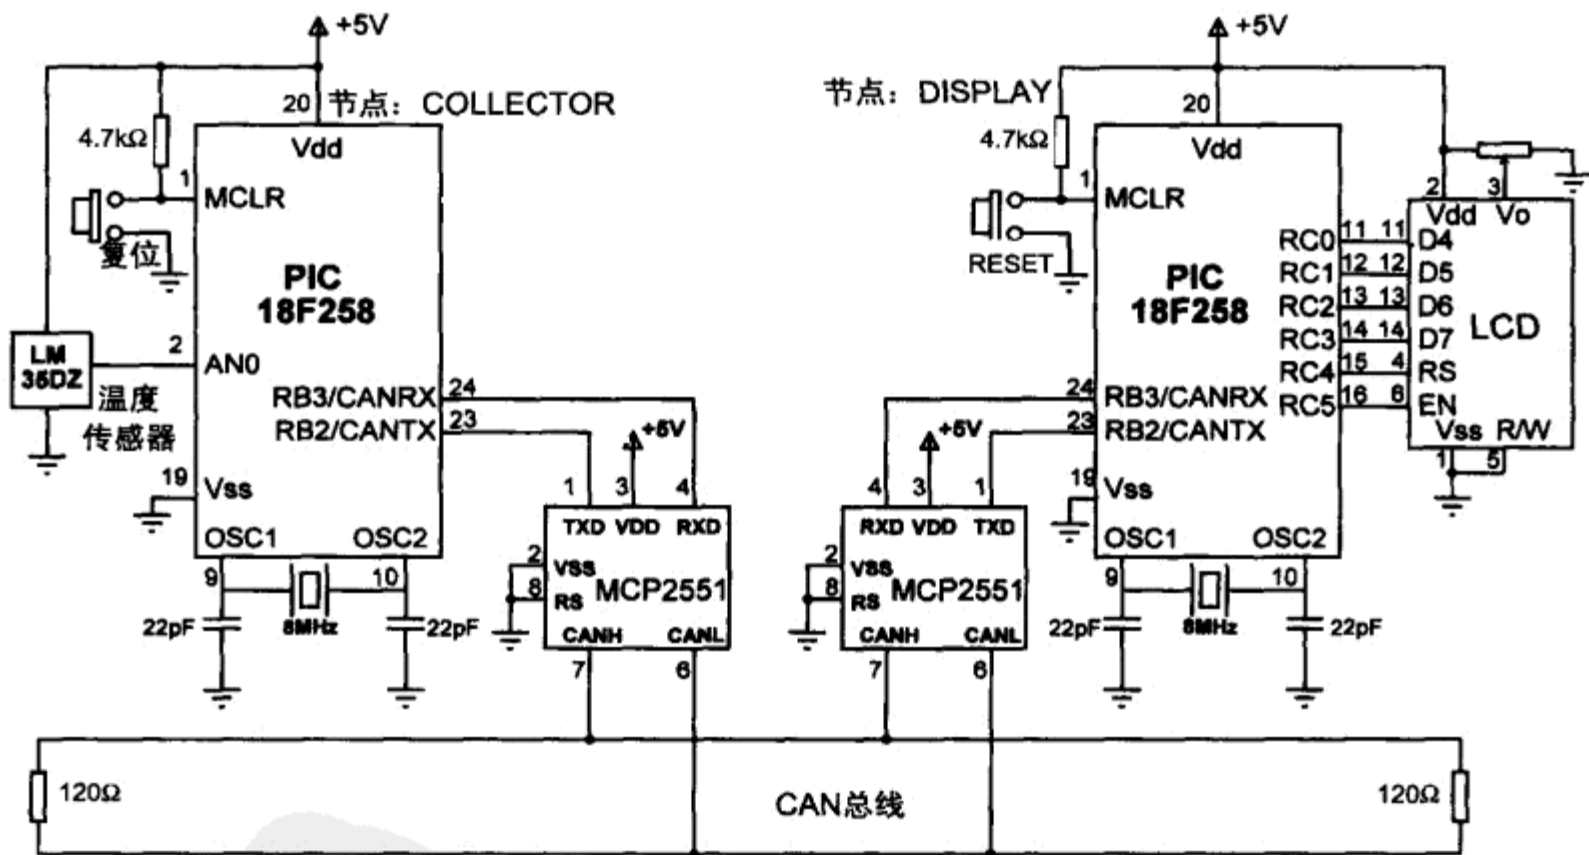 +5V
+5V
20
节点：COLLECTOR
节点：DISPLAY
20
4.7kΩ
Vdd
4.7kΩ
Vdd
1
MCLR
1
MCLR
2
3
Vdd
Vo
复位
RESET
PIC
18F258
PIC
18F258
RC0
11
11
D4
RC1
12
12
D5
RC2
13
13
D6
RC3
14
14
D7
LCD
RC4
15
4
RS
RC5
16
6
EN
Vss
R/W
1
5
LM
35DZ
2
AN0
温度
传感器
RB3/CANRX
24
RB2/CANTX
23
24
RB3/CANRX
23
RB2/CANTX
+5V
+5V
19
Vss
19
Vss
1
3
4
4
3
1
TXD
VDD
RXD
RXD
VDD
TXD
OSC1
OSC2
OSC1
OSC2
2
VSS
2
VSS
9
10
9
10
8
RS
MCP2551
8
RS
MCP2551
22pF
8MHz
22pF
22pF
8MHz
22pF
CANH
CANL
CANH
CANL
7
6
7
6
120Ω
CAN总线
120Ω